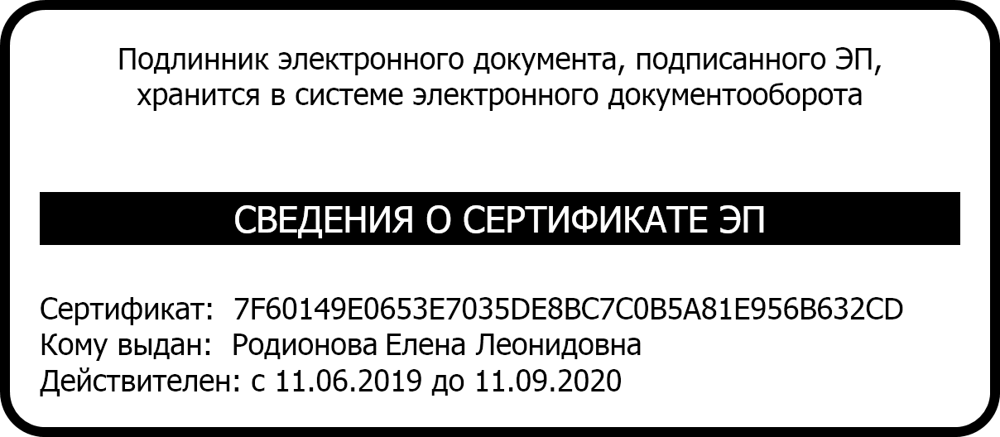 Подлинник электронного документа, подписанного ЭП,
хранится в системе электронного документооборота
СВЕДЕНИЯ О СЕРТИФИКАТЕ ЭП
Сертификат: 7F60149E0653E7035DE8BC7C0B5A81E956B632CD
Кому выдан: Родионова Елена Леонидовна
Действителен: с 11.06.2019 до 11.09.2020